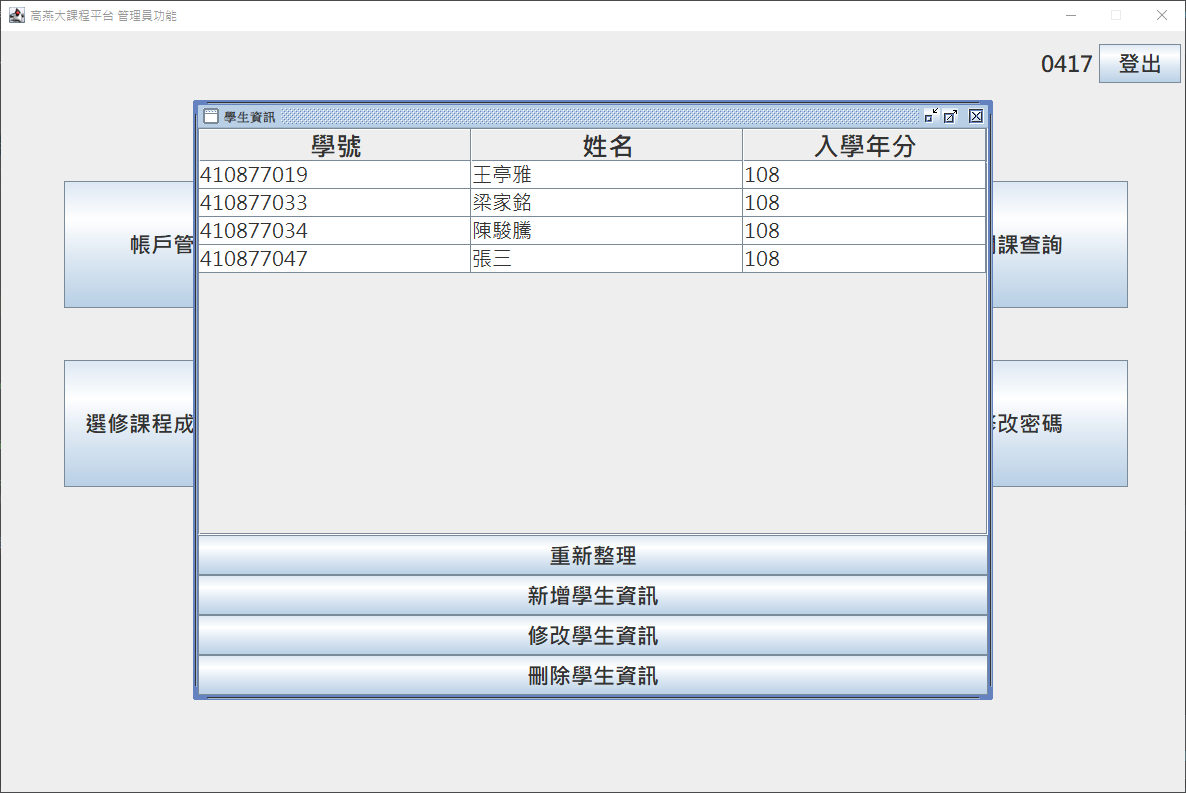 高燕大課程平台 管理員功能
0417 登出
學生資訊
學號 姓名 入學年分
410877019 王亭雅 108
410877033 梁家銘 108
410877034 陳駿騰 108
410877047 張三 108
帳戶管
課查詢
選修課程成
改密碼
重新整理
新增學生資訊
修改學生資訊
刪除學生資訊